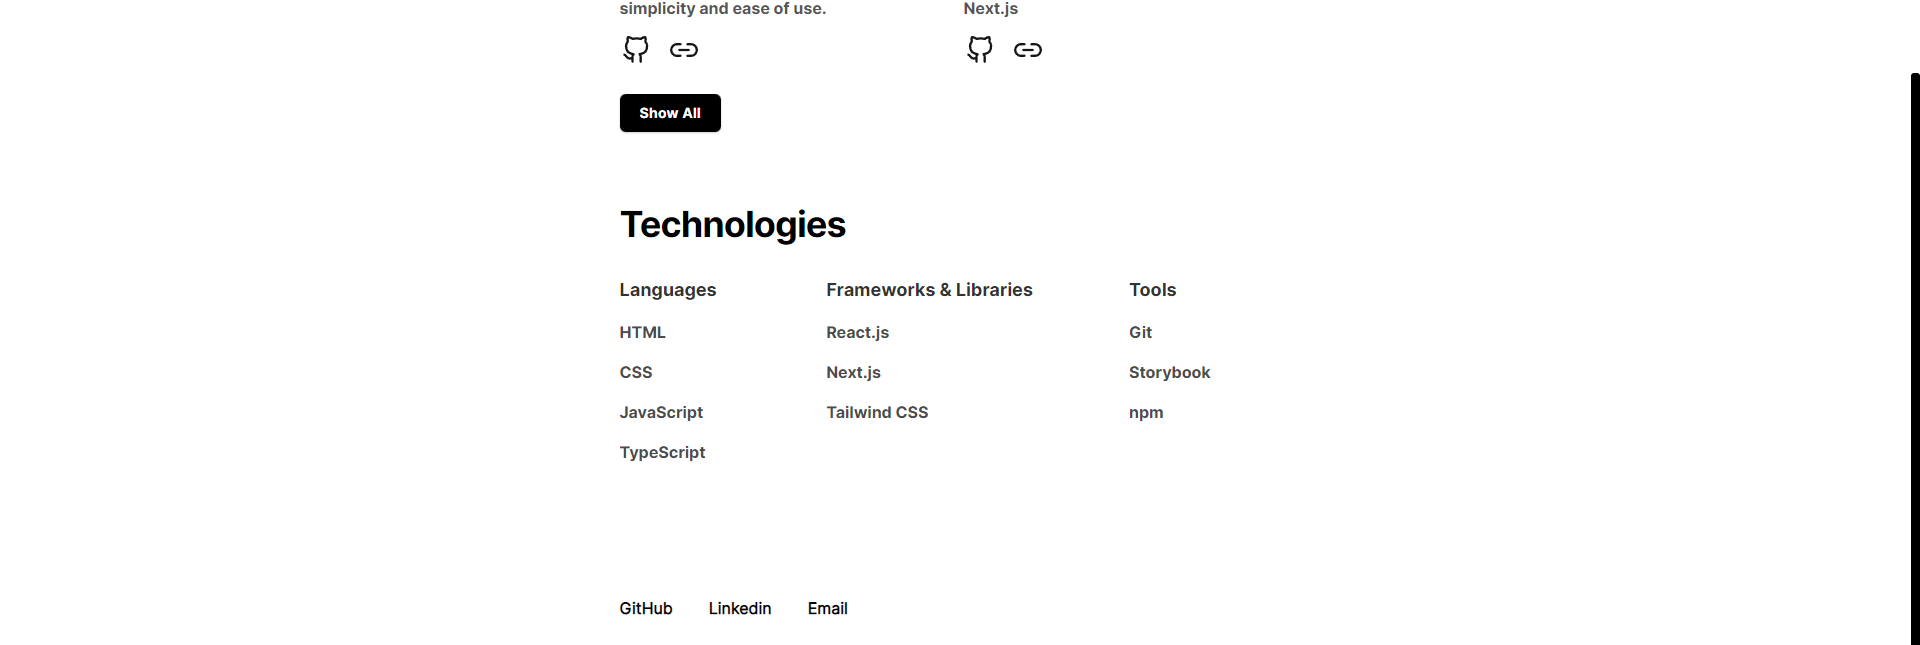 simplicity and ease of use.
Next.js
Show All
Technologies
Languages
HTML
CSS
JavaScript
TypeScript
Frameworks & Libraries
React.js
Next.js
Tailwind CSS
Tools
Git
Storybook
npm
GitHub Linkedin Email